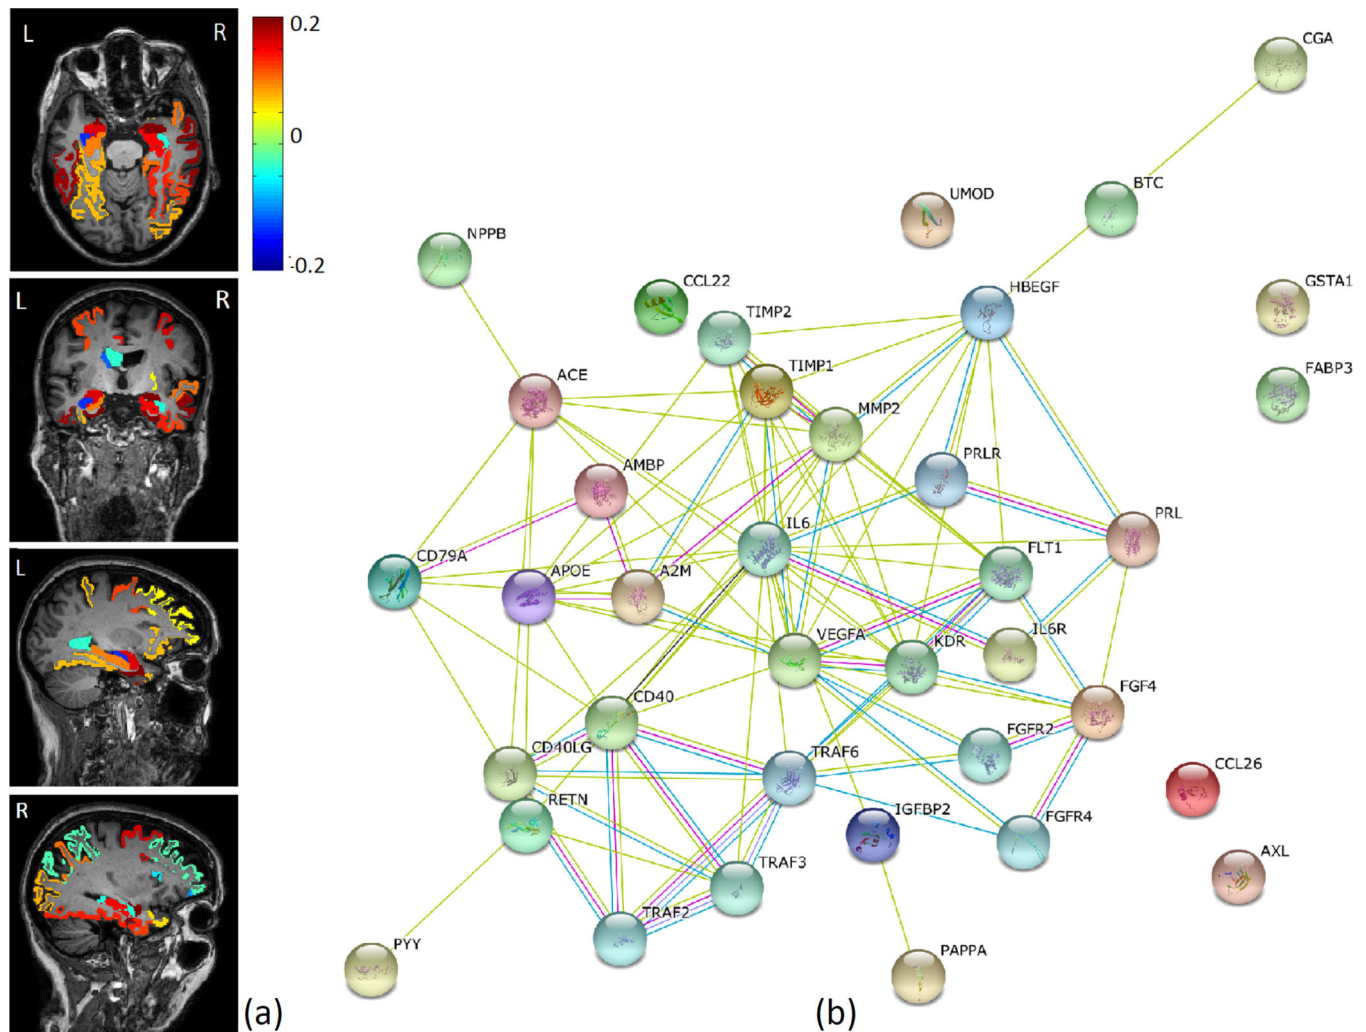 L
R
0.2
0
-0.2
L
R
L
R
(a)
CGA
BTC
UMOD
NPPB
CCL22
HBEGF
GSTA1
TIMP2
FABP3
TIMP1
ACE
MMP2
PRLR
AMBP
PRL
IL6
FLT1
CD79A
APOE
A2M
VEGFA
KDR
IL6R
FGF4
CD40
FGFR2
CD40LG
TRAF6
CCL26
RETN
IGFBP2
FGFR4
TRAF3
AXL
TRAF2
PYY
PAPPA
(b)